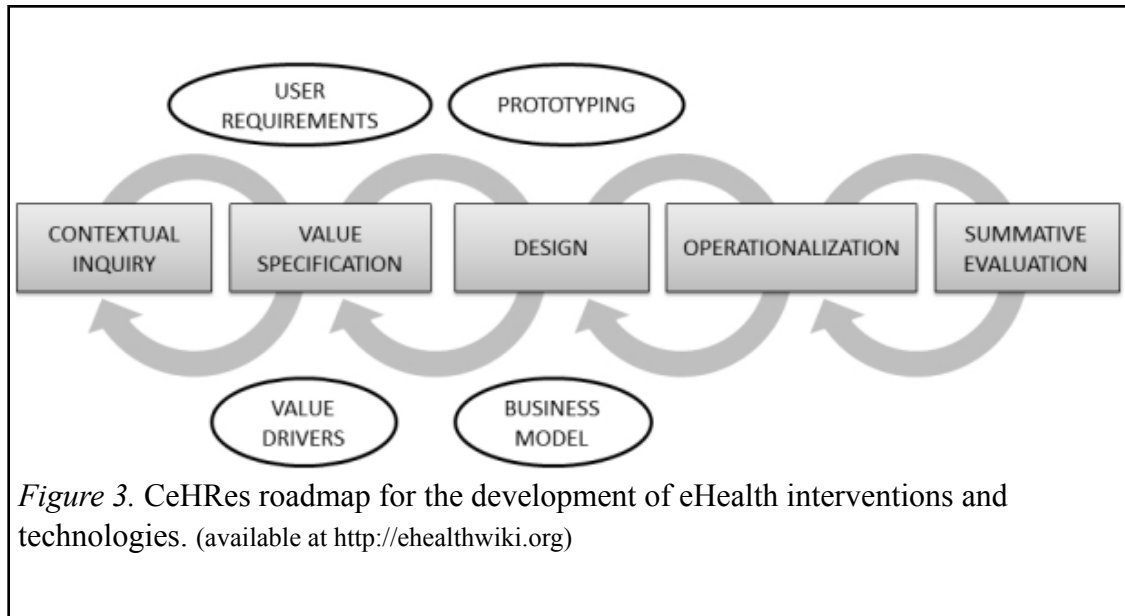 USER
REQUIREMENTS
PROTOTYPING
CONTEXTUAL
INQUIRY
VALUE
SPECIFICATION
DESIGN
OPERATIONALIZATION
SUMMATIVE
EVALUATION
VALUE
DRIVERS
BUSINESS
MODEL
Figure 3. CeHRes roadmap for the development of eHealth interventions and
technologies. (available at http://ehealthwiki.org)